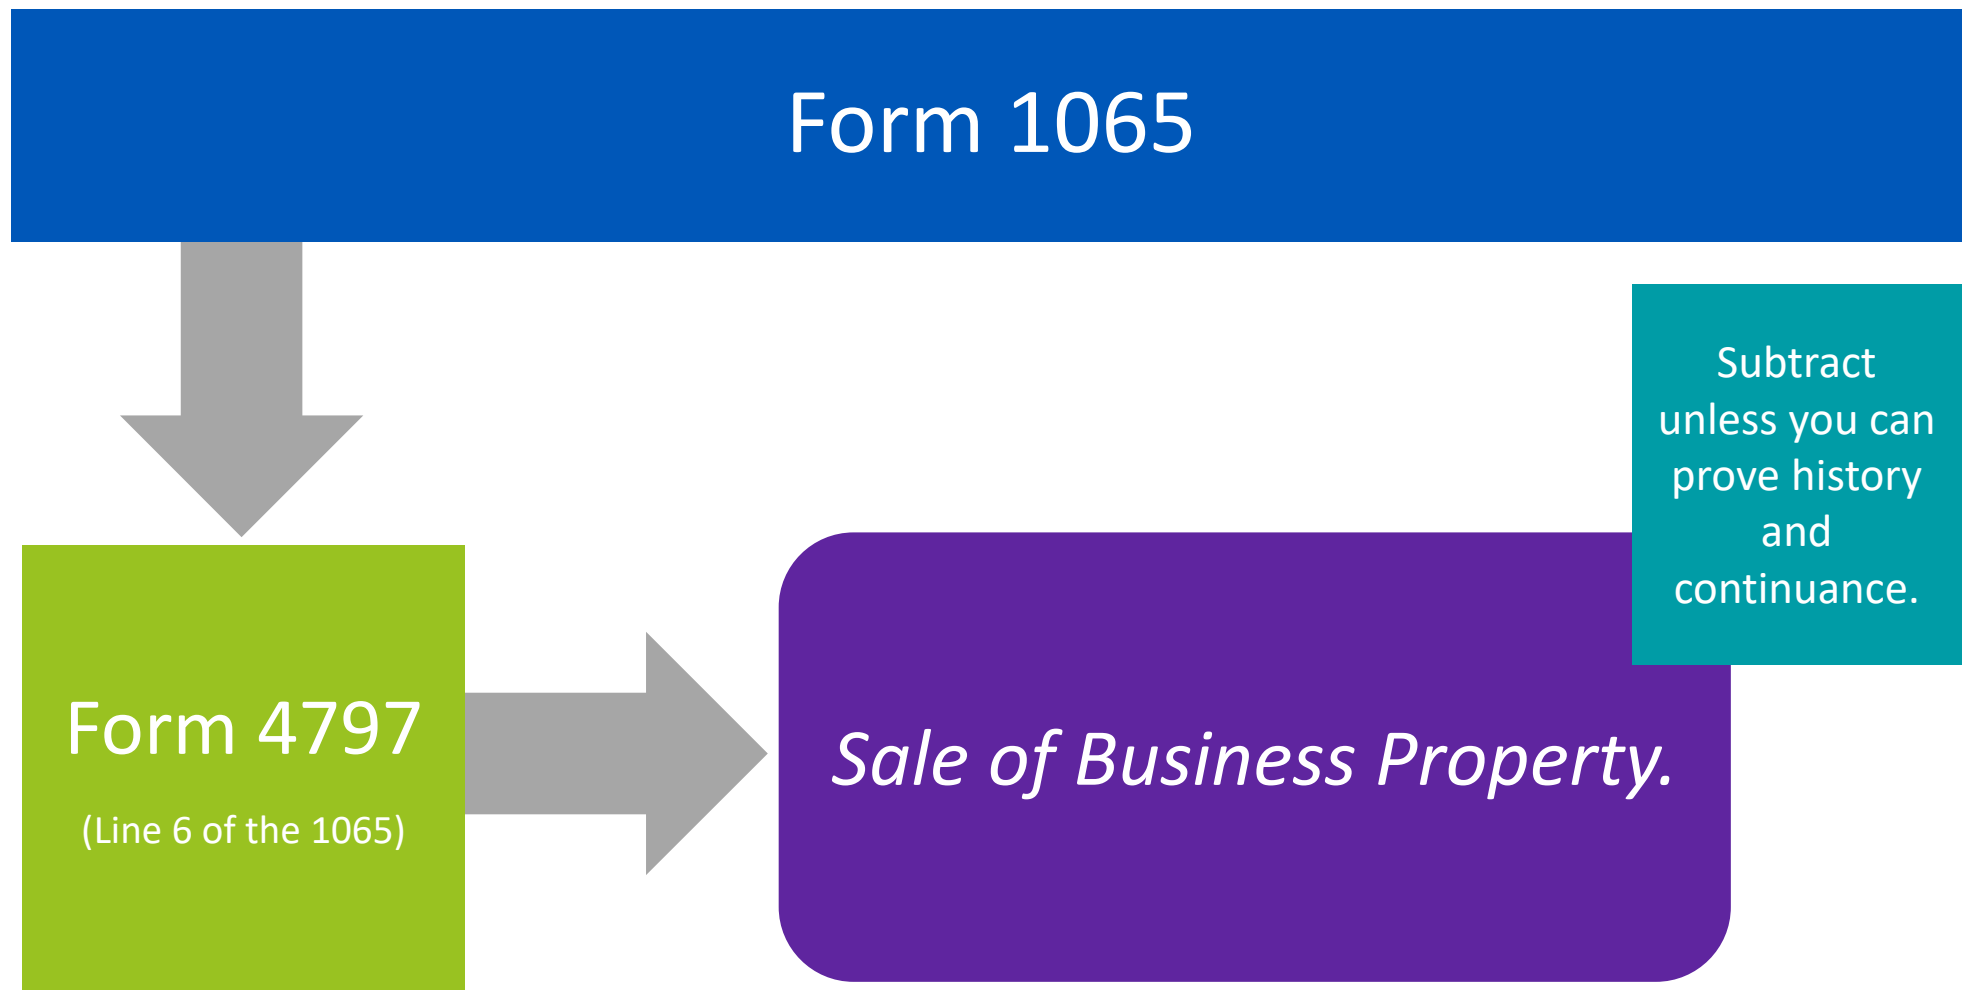 Form 1065
Subtract
unless you can
prove history
and
continuance.
Form 4797
(Line 6 of the 1065)
Sale of Business Property.